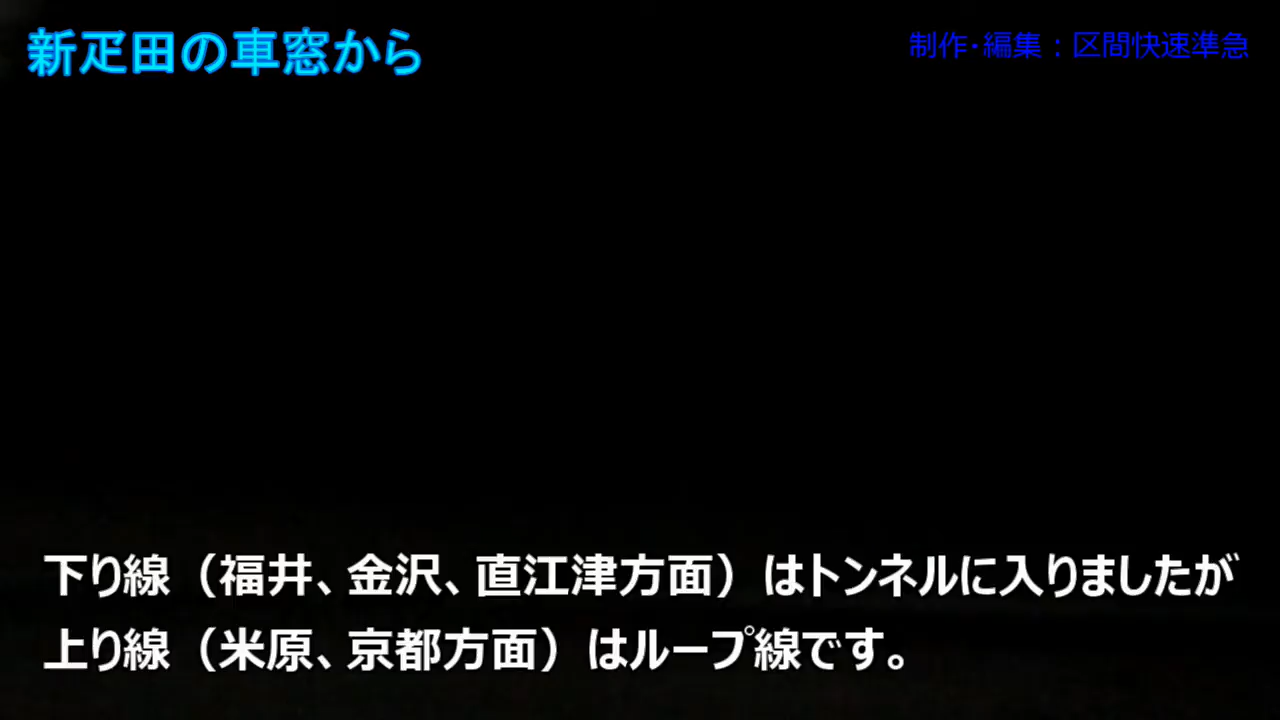 新疋田の車窓から
制作・編集：区間快速準急
下り線（福井、金沢、直江津方面）はトンネルに入りましたが
上り線（米原、京都方面）はループ線です。